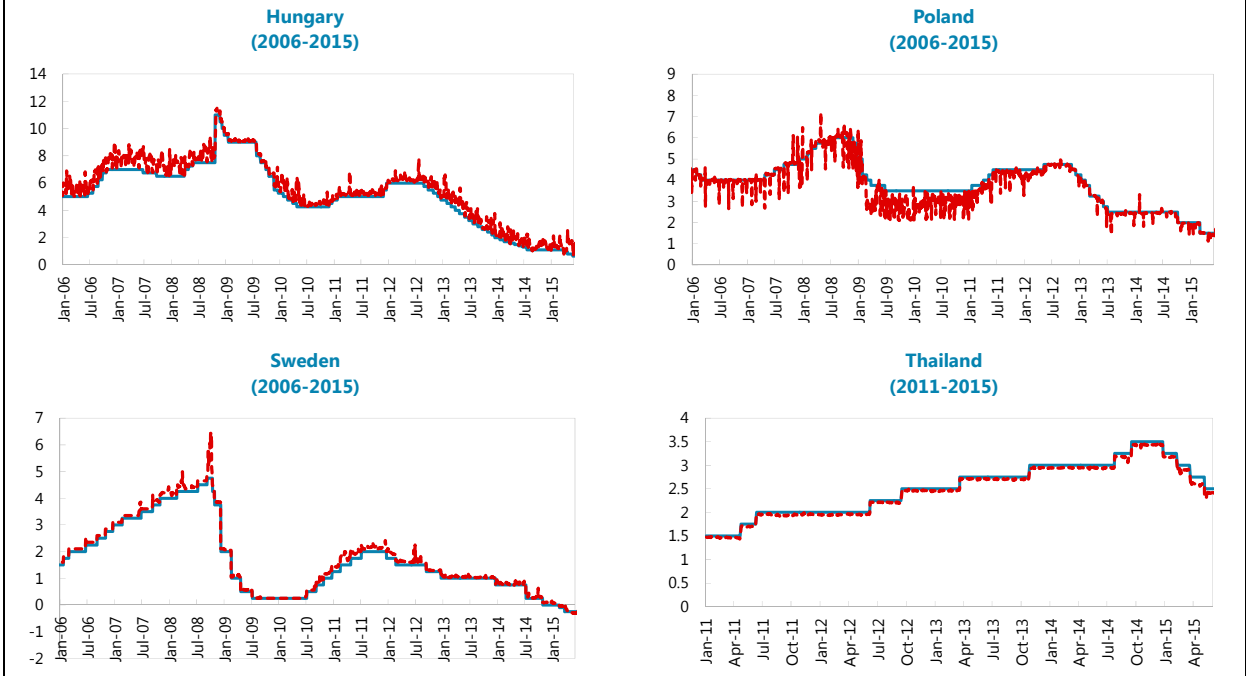 Hungary
(2006-2015)
14
12
10
8
6
4
2
0
Jan-06
Jul-06
Jan-07
Jul-07
Jan-08
Jul-08
Jan-09
Jul-09
Jan-10
Jul-10
Jan-11
Jul-11
Jan-12
Jul-12
Jan-13
Jul-13
Jan-14
Jul-14
Jan-15
Poland
(2006-2015)
9
8
7
6
5
4
3
2
1
0
Jan-06
Jul-06
Jan-07
Jul-07
Jan-08
Jul-08
Jan-09
Jul-09
Jan-10
Jul-10
Jan-11
Jul-11
Jan-12
Jul-12
Jan-13
Jul-13
Jan-14
Jul-14
Jan-15
Sweden
(2006-2015)
7
6
5
4
3
2
1
0
-1
-2
Jan-06
Jul-06
Jan-07
Jul-07
Jan-08
Jul-08
Jan-09
Jul-09
Jan-10
Jul-10
Jan-11
Jul-11
Jan-12
Jul-12
Jan-13
Jul-13
Jan-14
Jul-14
Jan-15
Thailand
(2011-2015)
4
3.5
3
2.5
2
1.5
1
0.5
0
Jan-11
Apr-11
Jul-11
Oct-11
Jan-12
Apr-12
Jul-12
Oct-12
Jan-13
Apr-13
Jul-13
Oct-13
Jan-14
Apr-14
Jul-14
Oct-14
Jan-15
Apr-15